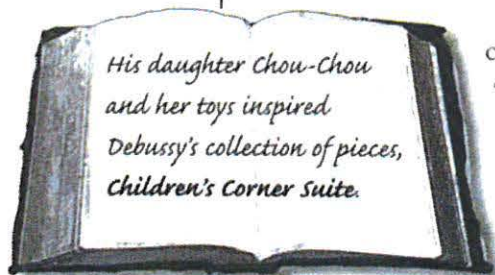 His daughter Chou-Chou
and her toys inspired
Debussy's collection of pieces,
Children's Corner Suite.